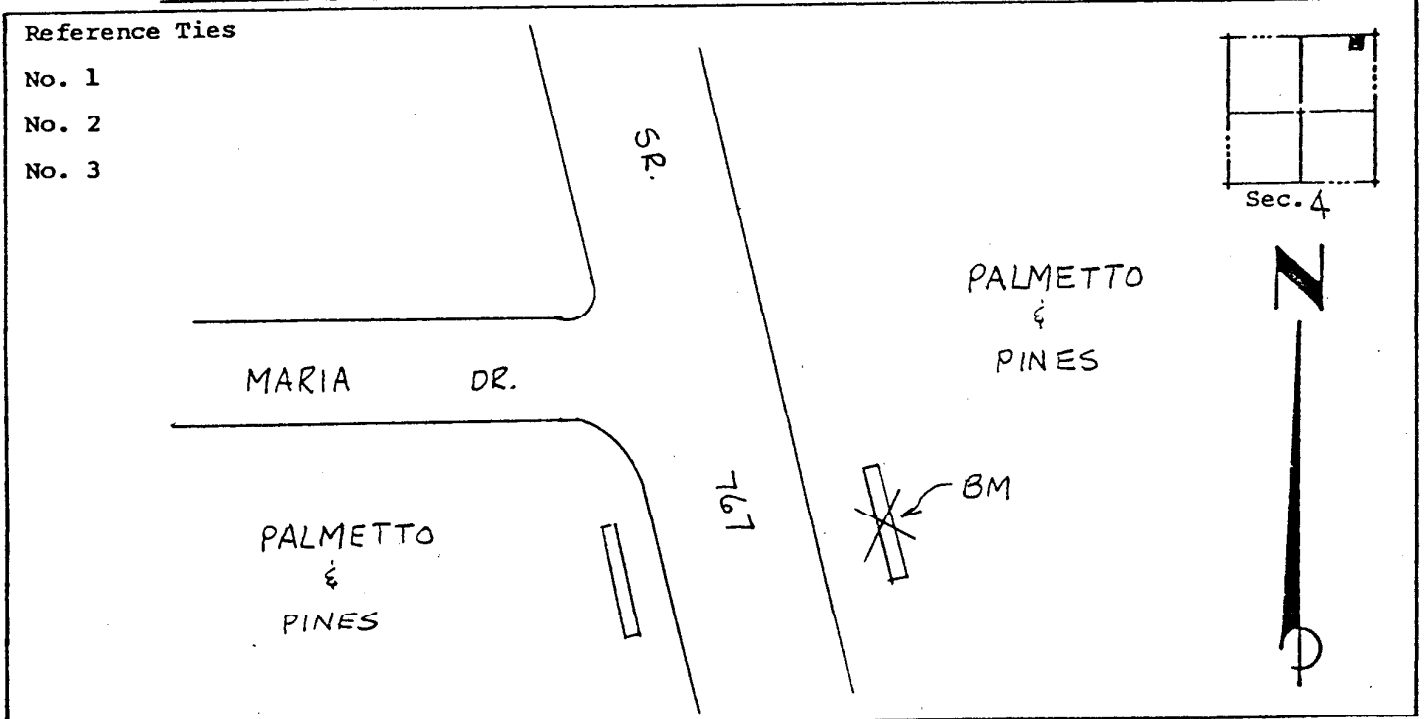 Reference Ties
No. 1
No. 2
No. 3
SR.
Sec. 4
N
PALMETTO
&
PINES
MARIA DR.
767
BM
PALMETTO
&
PINES